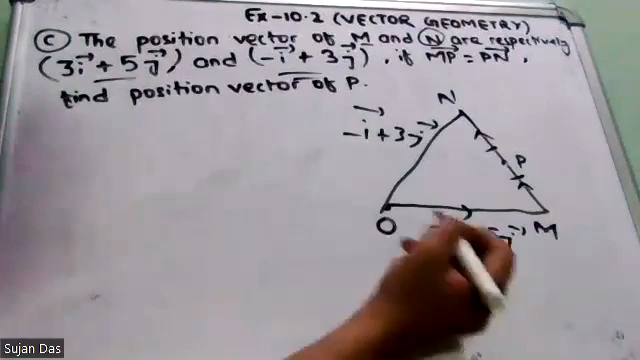 Ex-10.2 (VECTOR GEOMETRY)
(c) The position vector of M and (N) are respectively
(3i + 5j) and (-i + 3j), if MP = PN,
find position vector of P.
N
-i + 3j
P
O
M
Sujan Das